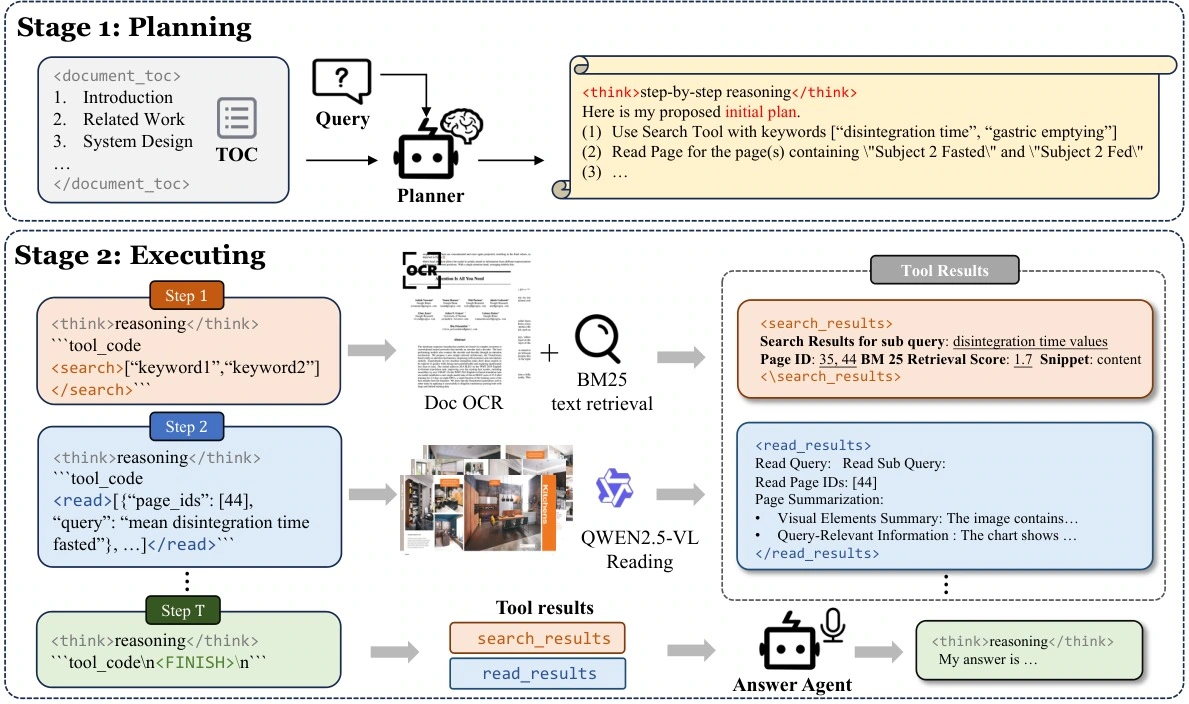 Stage 1: Planning
<document_toc>
1. Introduction
2. Related Work
3. System Design
…
</document_toc>
TOC
Query
Planner
<think>step-by-step reasoning</think>
Here is my proposed initial plan.
(1) Use Search Tool with keywords [“disintegration time”, “gastric emptying”]
(2) Read Page for the page(s) containing \"Subject 2 Fasted\" and \"Subject 2 Fed\"
(3) …
Stage 2: Executing
Step 1
<think>reasoning</think>
```tool_code
<search>[“keyword1”,“keyword2”]
</search>```
OCR
Doc OCR
+
BM25
text retrieval
Tool Results
<search_results>
Search Results for sub query: disintegration time values
Page ID: 35, 44 BM 25 Retrieval Score: 1.7 Snippet: content
<\search_results>
Step 2
<think>reasoning</think>
```tool_code
<read>[{“page_ids”: [44],
“query”: “mean disintegration time
fasted”}, …]</read>```
Kitchens
QWEN2.5-VL
Reading
<read_results>
Read Query: Read Sub Query:
Read Page IDs: [44]
Page Summarization:
• Visual Elements Summary: The image contains…
• Query-Relevant Information : The chart shows …
</read_results>
Step T
<think>reasoning</think>
```tool_code\n<FINISH>\n```
Tool results
search_results
read_results
Answer Agent
<think>reasoning</think>
My answer is …